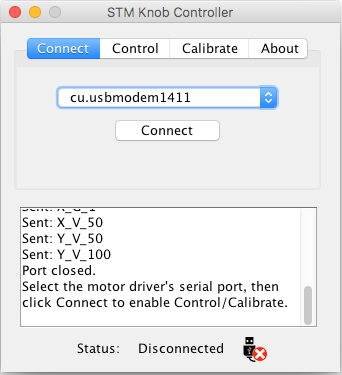 STM Knob Controller
Connect Control Calibrate About
cu.usbmodem1411
Connect
Sent: X_G_1
Sent: X_V_50
Sent: Y_V_50
Sent: Y_V_100
Port closed.
Select the motor driver's serial port, then
click Connect to enable Control/Calibrate.
Status: Disconnected